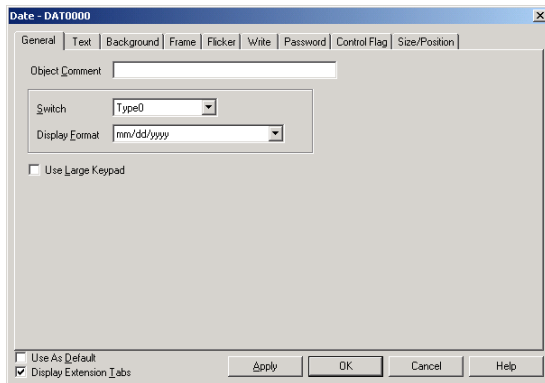 Date - DAT0000
General Text Background Frame Flicker Write Password Control Flag Size/Position
Object Comment
Switch Type0
Display Format mm/dd/yyyy
Use Large Keypad
Use As Default
Display Extension Tabs
Apply OK Cancel Help